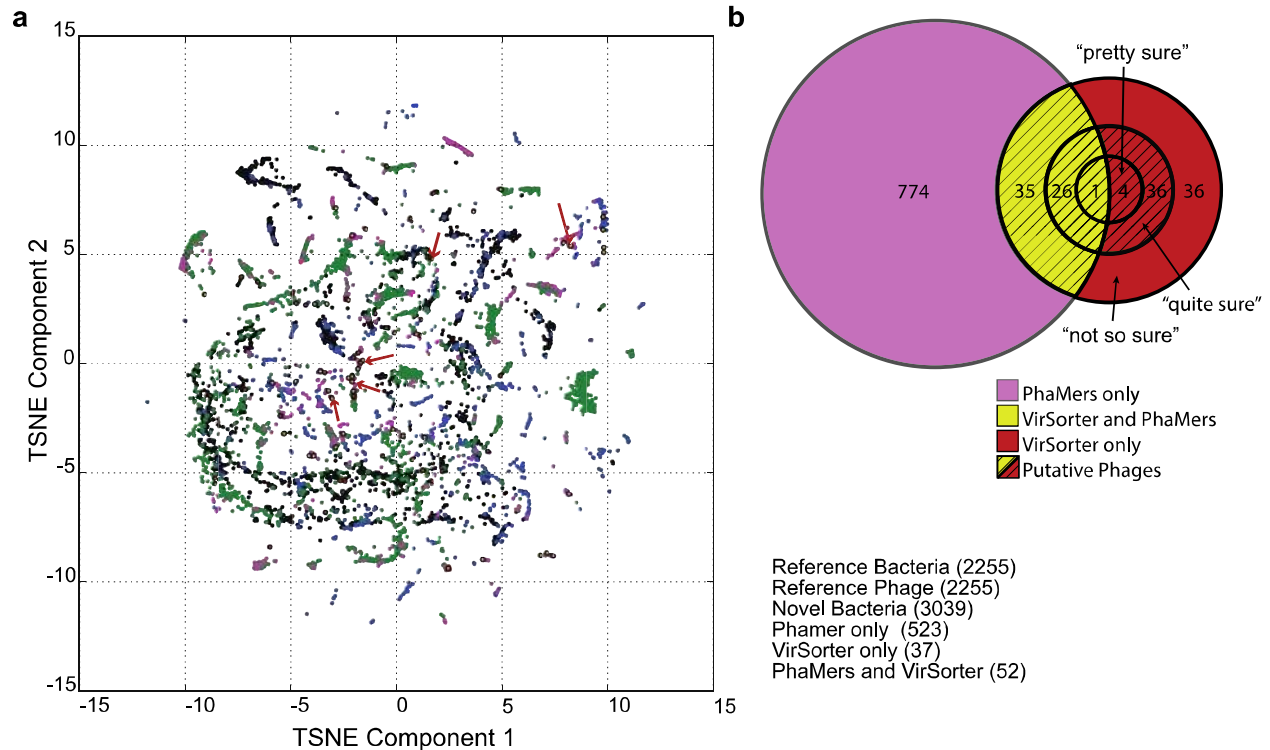 a
b
15
10
5
0
-5
-10
-15
-15
-10
-5
0
5
10
15
TSNE Component 1
TSNE Component 2
"pretty sure"
774
35
26
1
4
36
36
"quite sure"
"not so sure"
PhaMers only
VirSorter and PhaMers
VirSorter only
Putative Phages
Reference Bacteria (2255)
Reference Phage (2255)
Novel Bacteria (3039)
Phamer only (523)
VirSorter only (37)
PhaMers and VirSorter (52)